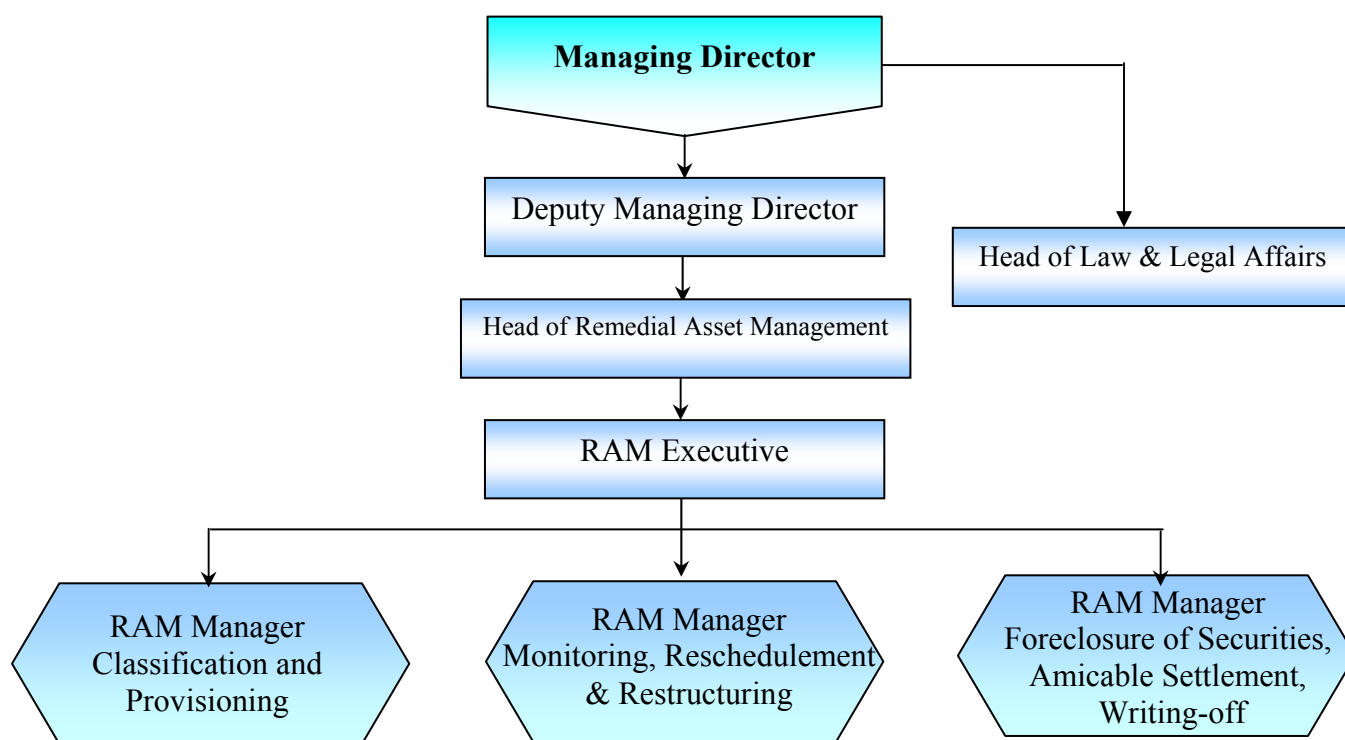 Managing Director
Deputy Managing Director
Head of Law & Legal Affairs
Head of Remedial Asset Management
RAM Executive
RAM Manager
Classification and
Provisioning
RAM Manager
Monitoring, Reschedulement
& Restructuring
RAM Manager
Foreclosure of Securities,
Amicable Settlement,
Writing-off